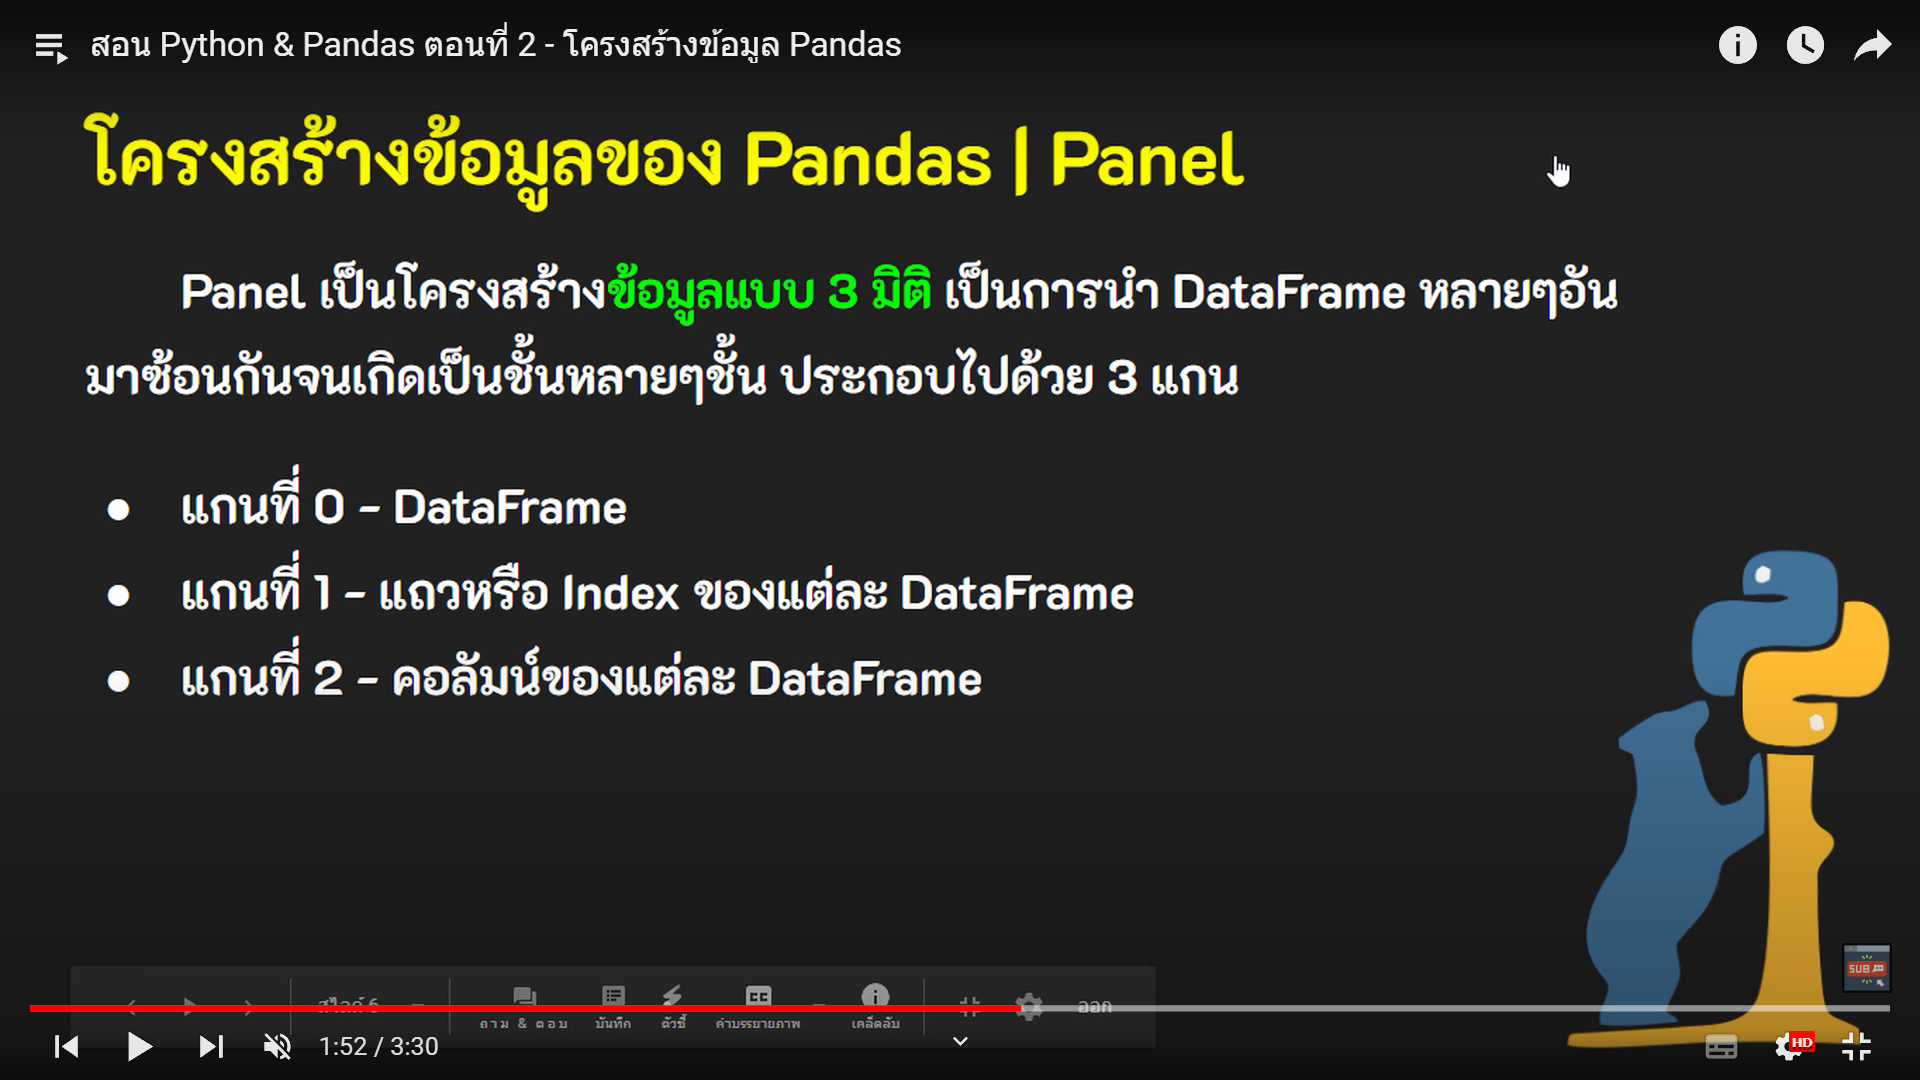 สอน Python & Pandas ตอนที่ 2 - โครงสร้างข้อมูล Pandas
โครงสร้างข้อมูลของ Pandas | Panel
Panel เป็นโครงสร้างข้อมูลแบบ 3 มิติ เป็นการนำ DataFrame หลายๆอัน
มาซ้อนกันจนเกิดเป็นชั้นหลายๆชั้น ประกอบไปด้วย 3 แกน
● แกนที่ 0 - DataFrame
● แกนที่ 1 - แถวหรือ Index ของแต่ละ DataFrame
● แกนที่ 2 - คอลัมน์ของแต่ละ DataFrame
SUB
สไลด์ 6
CC
ออก
ถาม & ตอบ บันทึก ตัวชี้ คำบรรยายภาพ เคล็ดลับ
1:52 / 3:30
HD